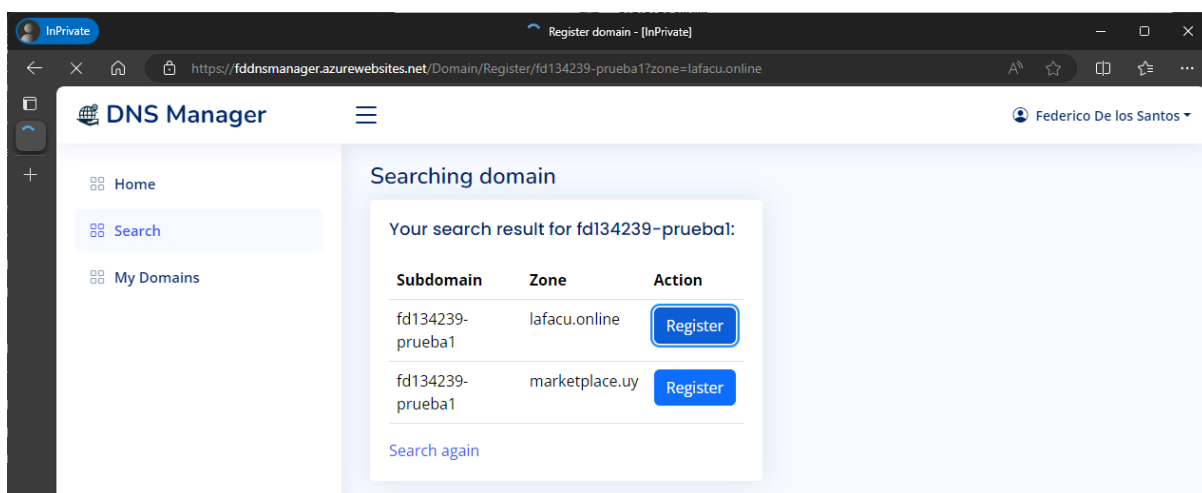 InPrivate
Register domain - [InPrivate]
https://fddnsmanager.azurewebsites.net/Domain/Register/fd134239-prueba1?zone=lafacu.online
DNS Manager
Federico De los Santos
Home
Search
My Domains
Searching domain
Your search result for fd134239-prueba1:
Subdomain Zone Action
fd134239-
prueba1
lafacu.online
Register
fd134239-
prueba1
marketplace.uy
Register
Search again